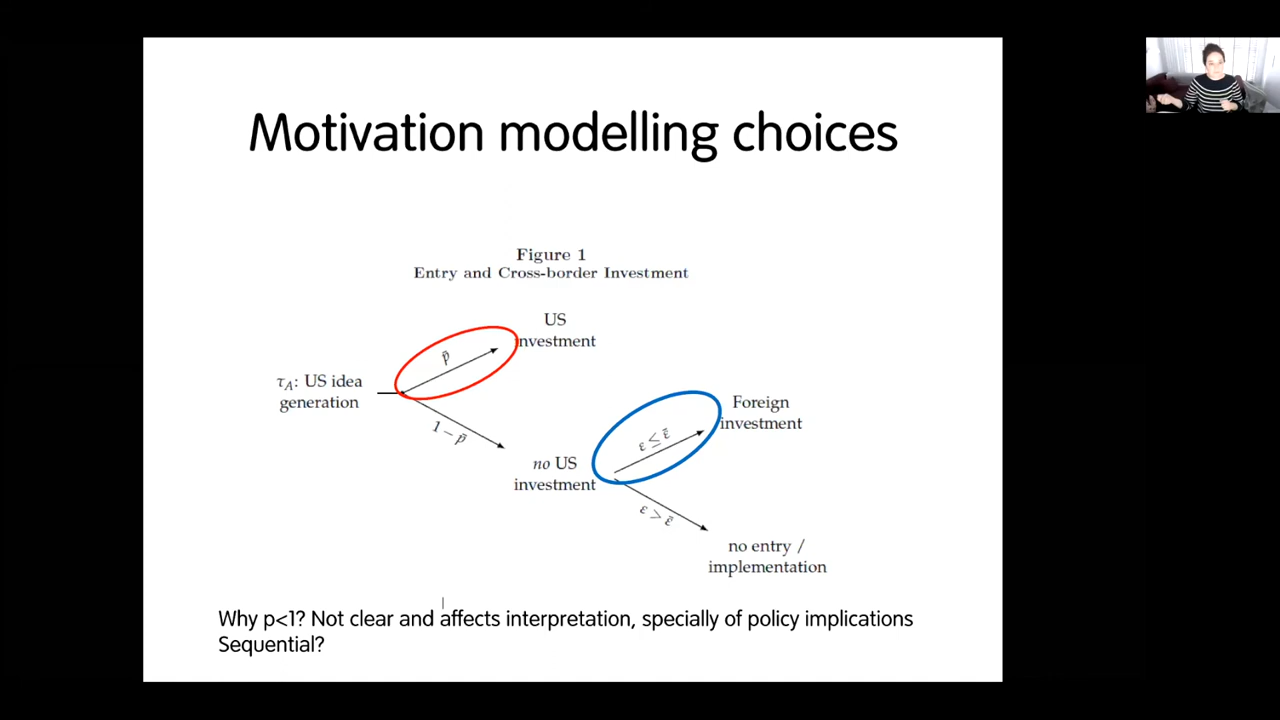 Motivation modelling choices
Figure 1
Entry and Cross-border Investment
US
investment
p̄
τA: US idea
generation
1 − p̄
Foreign
investment
ε ≤ ε̄
no US
investment
ε > ε̄
no entry /
implementation
Why p<1? Not clear and affects interpretation, specially of policy implications
Sequential?